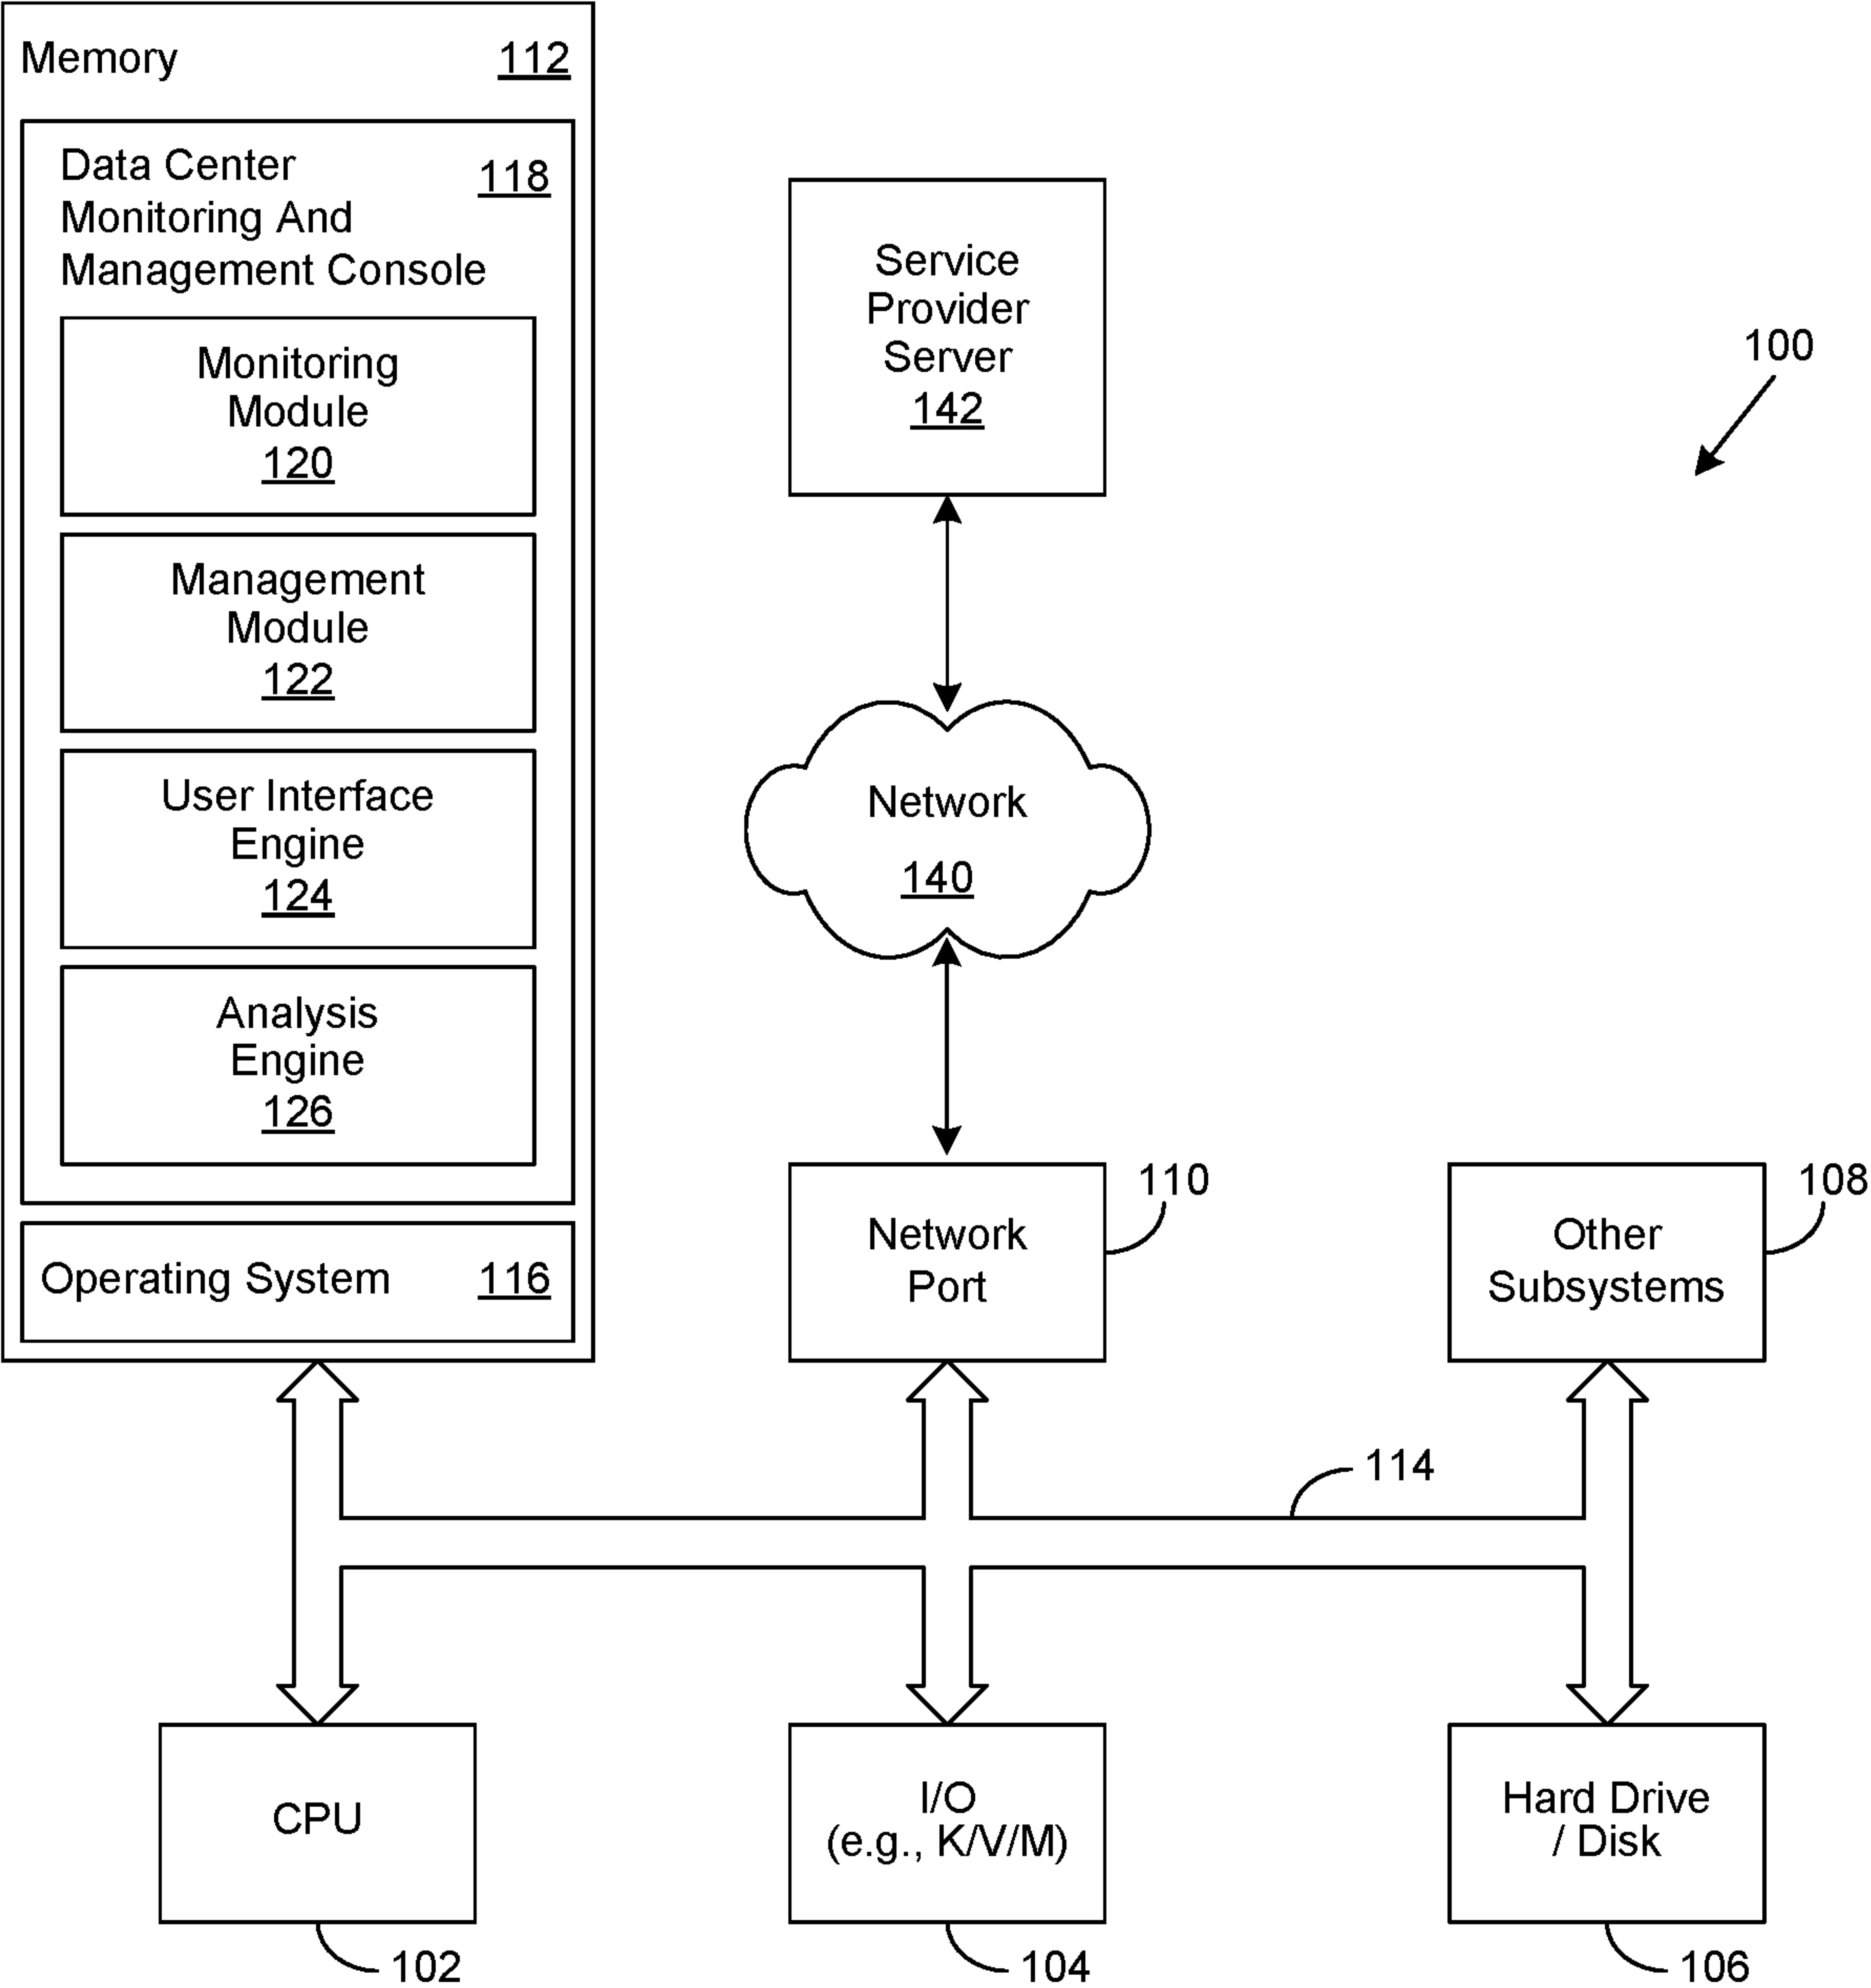 Memory 112
Data Center 118
Monitoring And
Management Console
Monitoring
Module
120
Management
Module
122
User Interface
Engine
124
Analysis
Engine
126
Operating System 116
Service
Provider
Server
142
100
Network
140
Network
Port
110
Other
Subsystems
108
114
CPU
102
I/O
(e.g., K/V/M)
104
Hard Drive
/ Disk
106